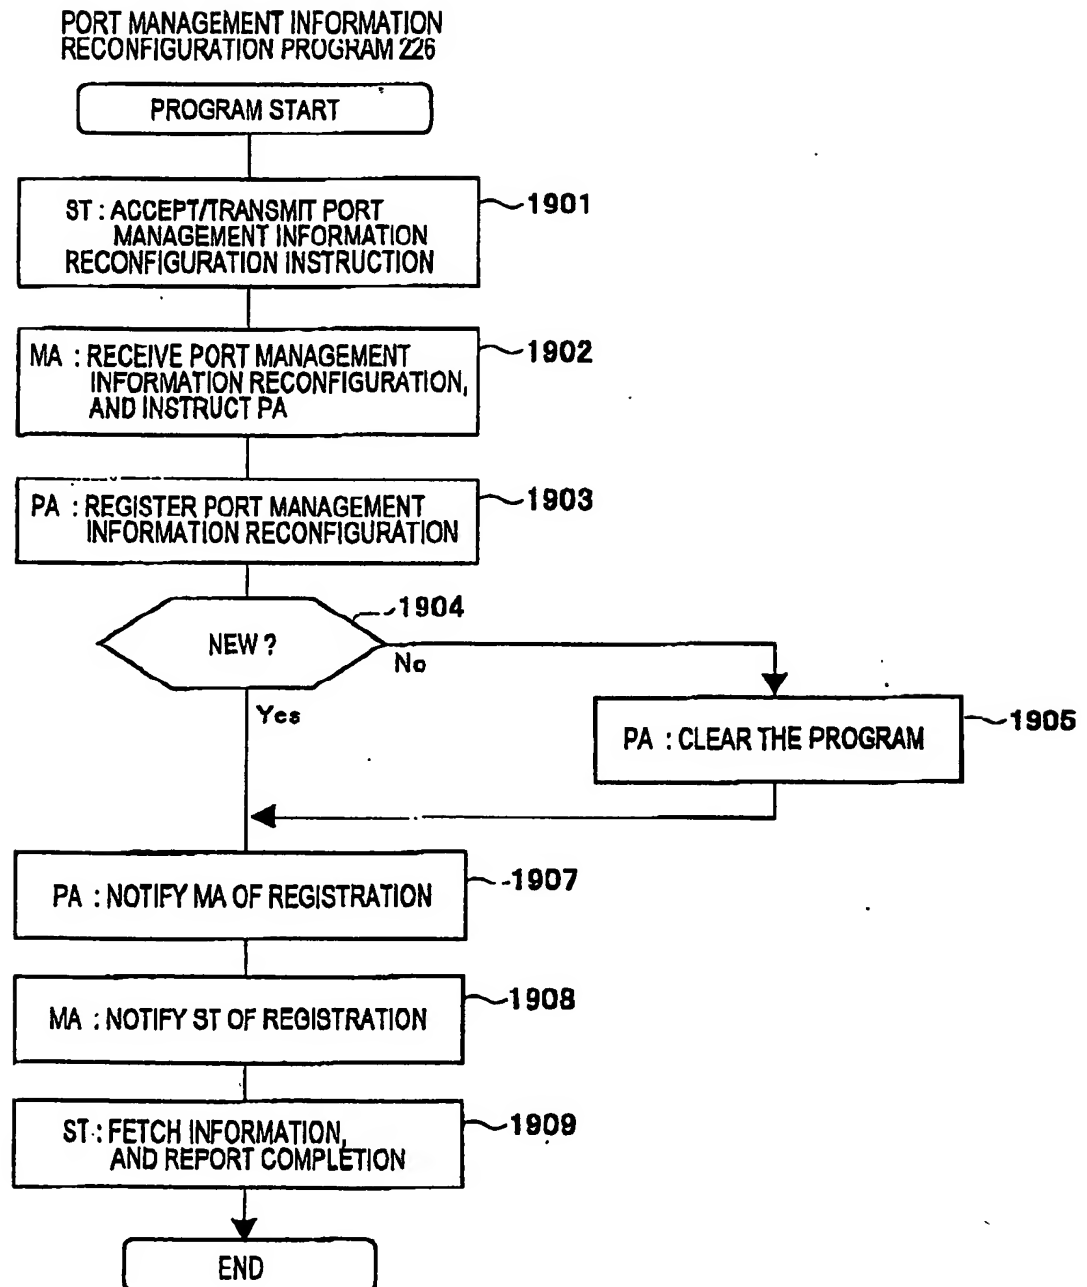 PORT MANAGEMENT INFORMATION
RECONFIGURATION PROGRAM 226
PROGRAM START
ST : ACCEPT/TRANSMIT PORT
MANAGEMENT INFORMATION
RECONFIGURATION INSTRUCTION
1901
MA : RECEIVE PORT MANAGEMENT
INFORMATION RECONFIGURATION,
AND INSTRUCT PA
1902
PA : REGISTER PORT MANAGEMENT
INFORMATION RECONFIGURATION
1903
NEW ?
1904
No
Yes
PA : CLEAR THE PROGRAM
1905
PA : NOTIFY MA OF REGISTRATION
1907
MA : NOTIFY ST OF REGISTRATION
1908
ST : FETCH INFORMATION,
AND REPORT COMPLETION
1909
END